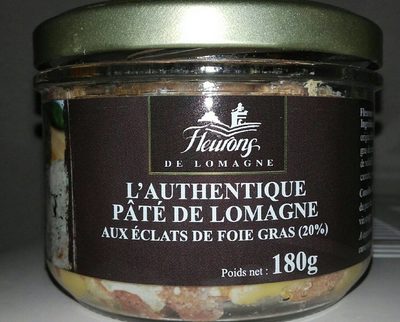 Fleurons
DE LOMAGNE
L'AUTHENTIQUE
PÂTÉ DE LOMAGNE
AUX ÉCLATS DE FOIE GRAS (20%)
Poids net : 180g